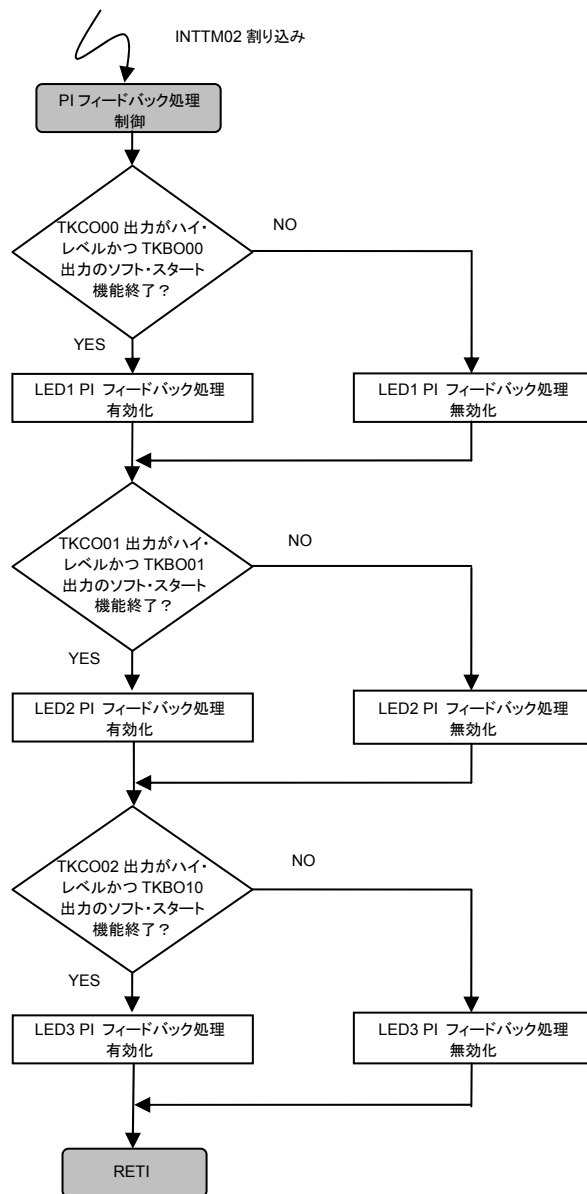 INTTM02 割り込み
PI フィードバック処理
制御
TKCO00 出力がハイ・
レベルかつ TKBO00
出力のソフト・スタート
機能終了？
NO
YES
LED1 PI フィードバック処理
有効化
LED1 PI フィードバック処理
無効化
TKCO01 出力がハイ・
レベルかつ TKBO01
出力のソフト・スタート
機能終了？
NO
YES
LED2 PI フィードバック処理
有効化
LED2 PI フィードバック処理
無効化
TKCO02 出力がハイ・
レベルかつ TKBO10
出力のソフト・スタート
機能終了？
NO
YES
LED3 PI フィードバック処理
有効化
LED3 PI フィードバック処理
無効化
RETI